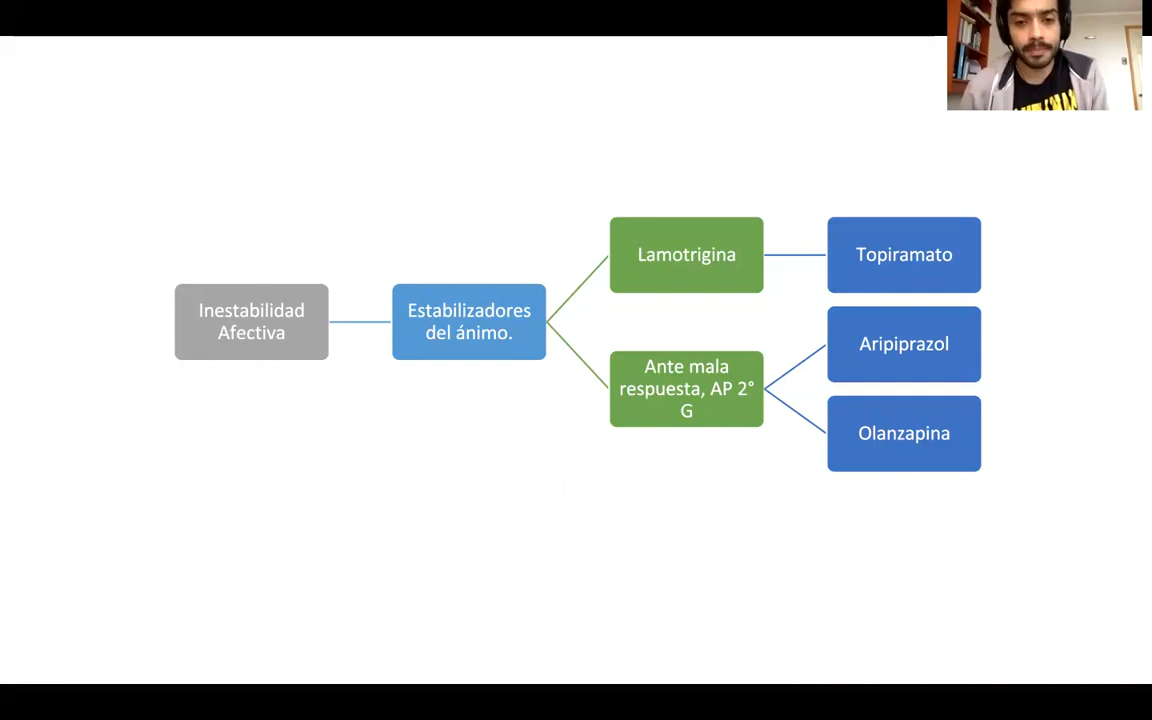 Inestabilidad
Afectiva
Estabilizadores
del ánimo.
Lamotrigina
Ante mala
respuesta, AP 2°
G
Topiramato
Aripiprazol
Olanzapina